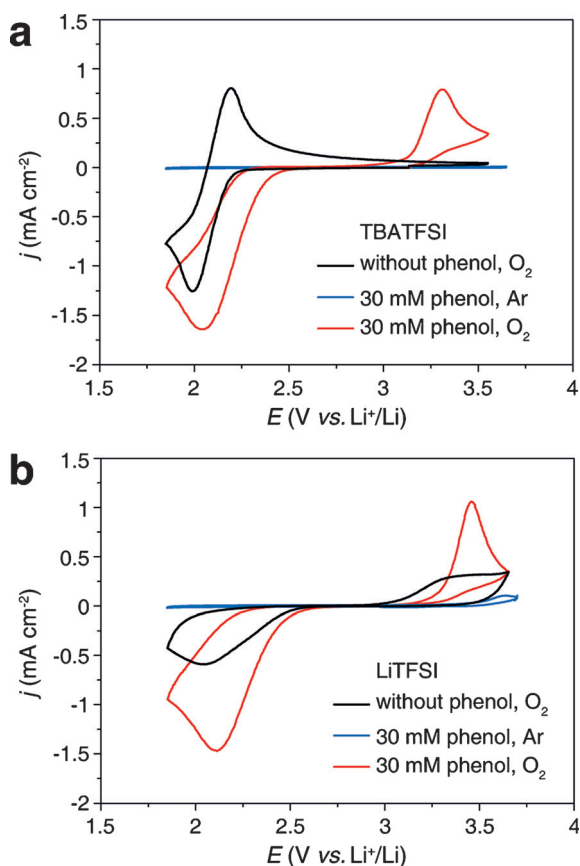 a
1.5
1
0.5
0
-0.5
-1
-1.5
-2
j (mA cm⁻²)
TBATFSI
without phenol, O₂
30 mM phenol, Ar
30 mM phenol, O₂
1.5 2 2.5 3 3.5 4
E (V vs. Li⁺/Li)
b
1.5
1
0.5
0
-0.5
-1
-1.5
-2
j (mA cm⁻²)
LiTFSI
without phenol, O₂
30 mM phenol, Ar
30 mM phenol, O₂
1.5 2 2.5 3 3.5 4
E (V vs. Li⁺/Li)